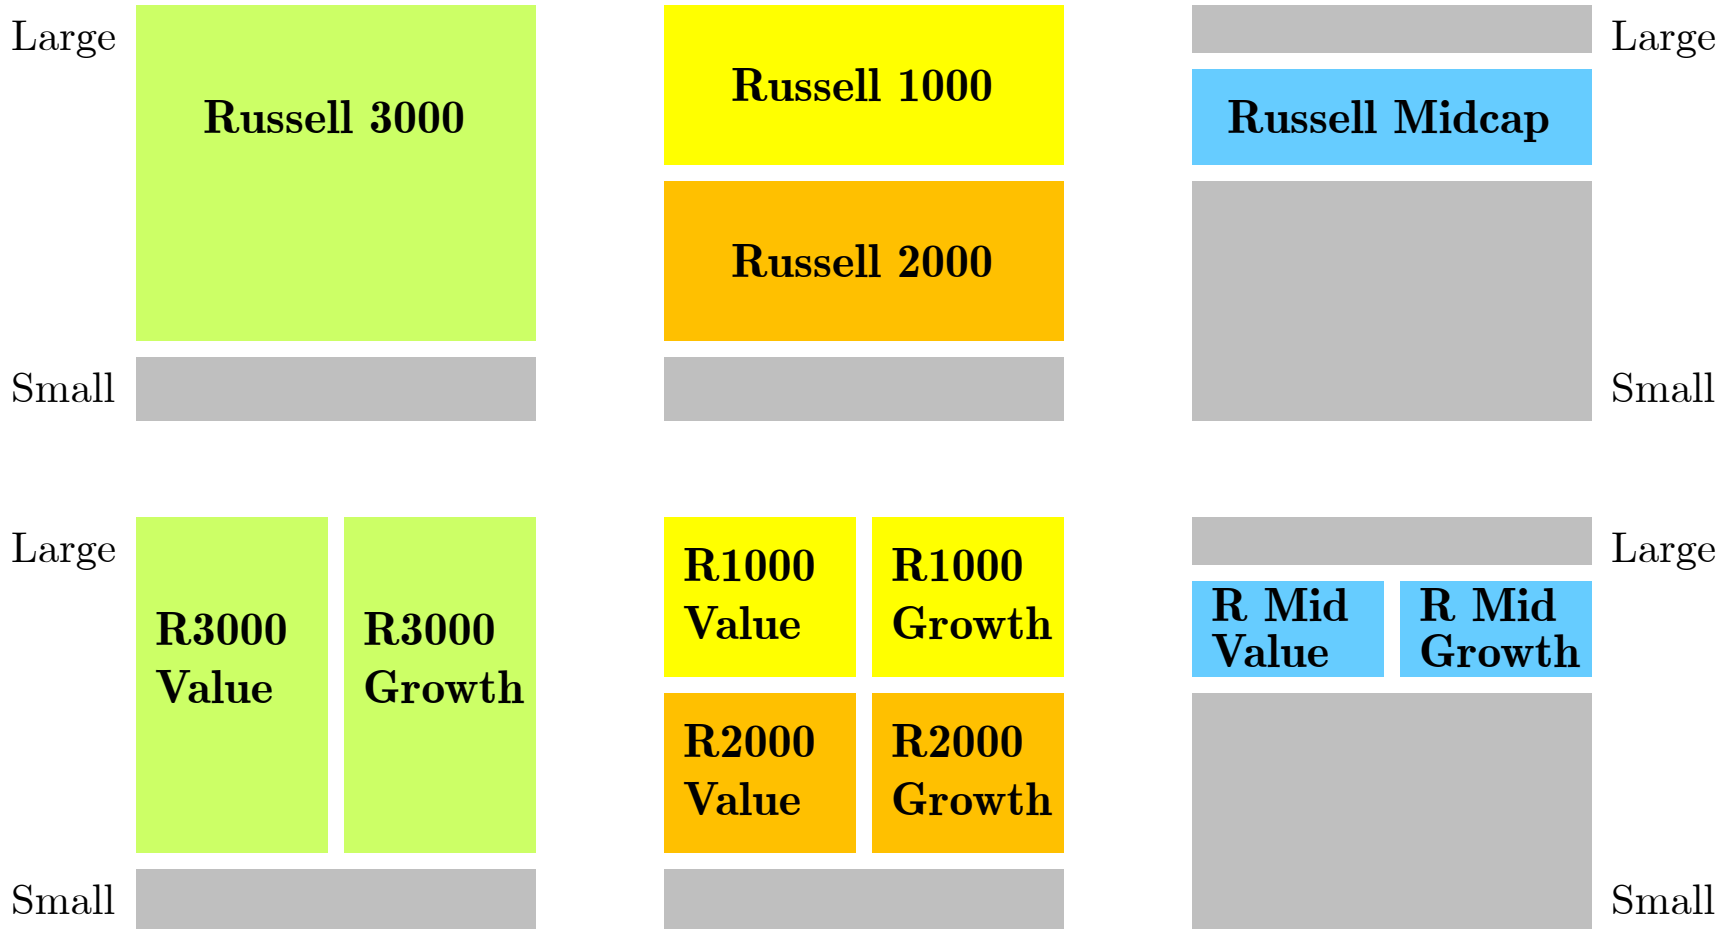 Large
Russell 3000
Small
Russell 1000
Russell 2000
Russell Midcap
Large
Small
Large
R3000
Value
R3000
Growth
Small
R1000
Value
R1000
Growth
R2000
Value
R2000
Growth
R Mid
Value
R Mid
Growth
Large
Small